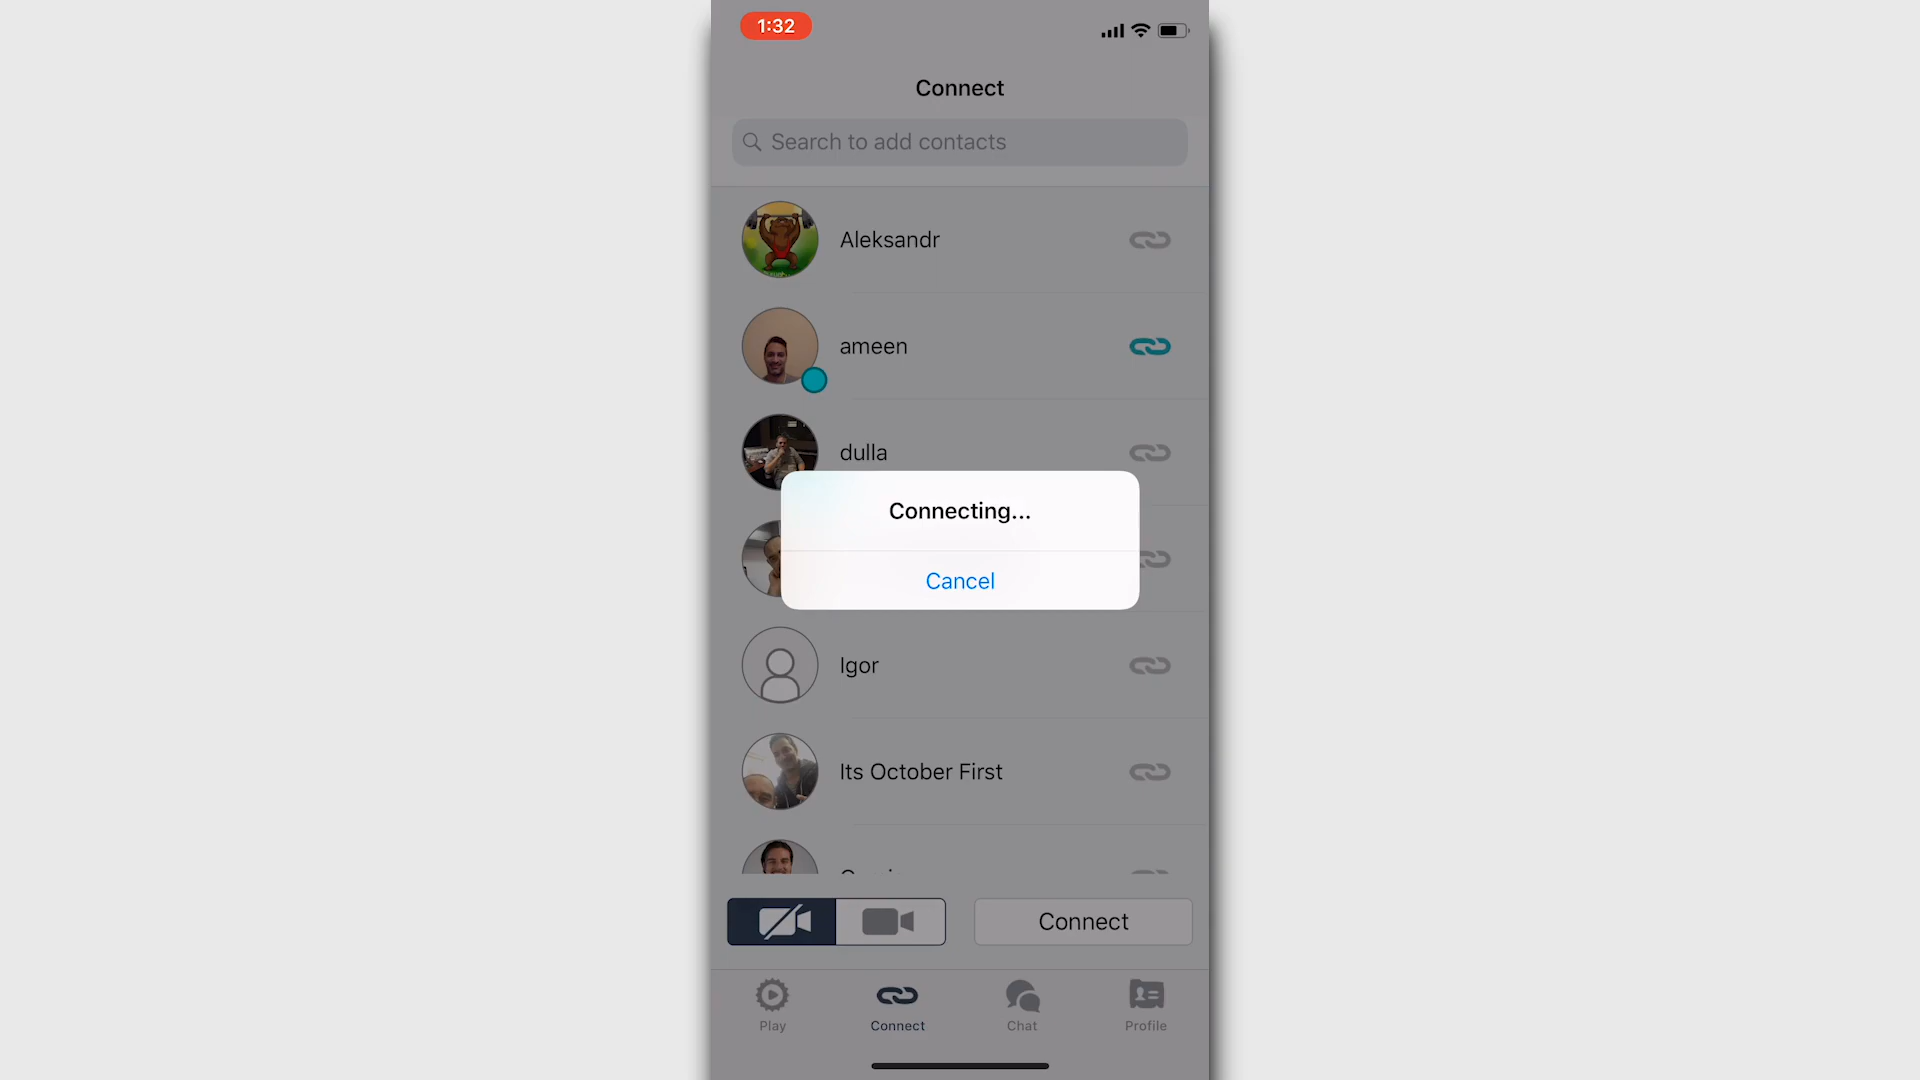 1:32
Connect
Search to add contacts
Aleksandr
ameen
dulla
Connecting...
Cancel
Igor
Its October First
Connect
Play
Connect
Chat
Profile